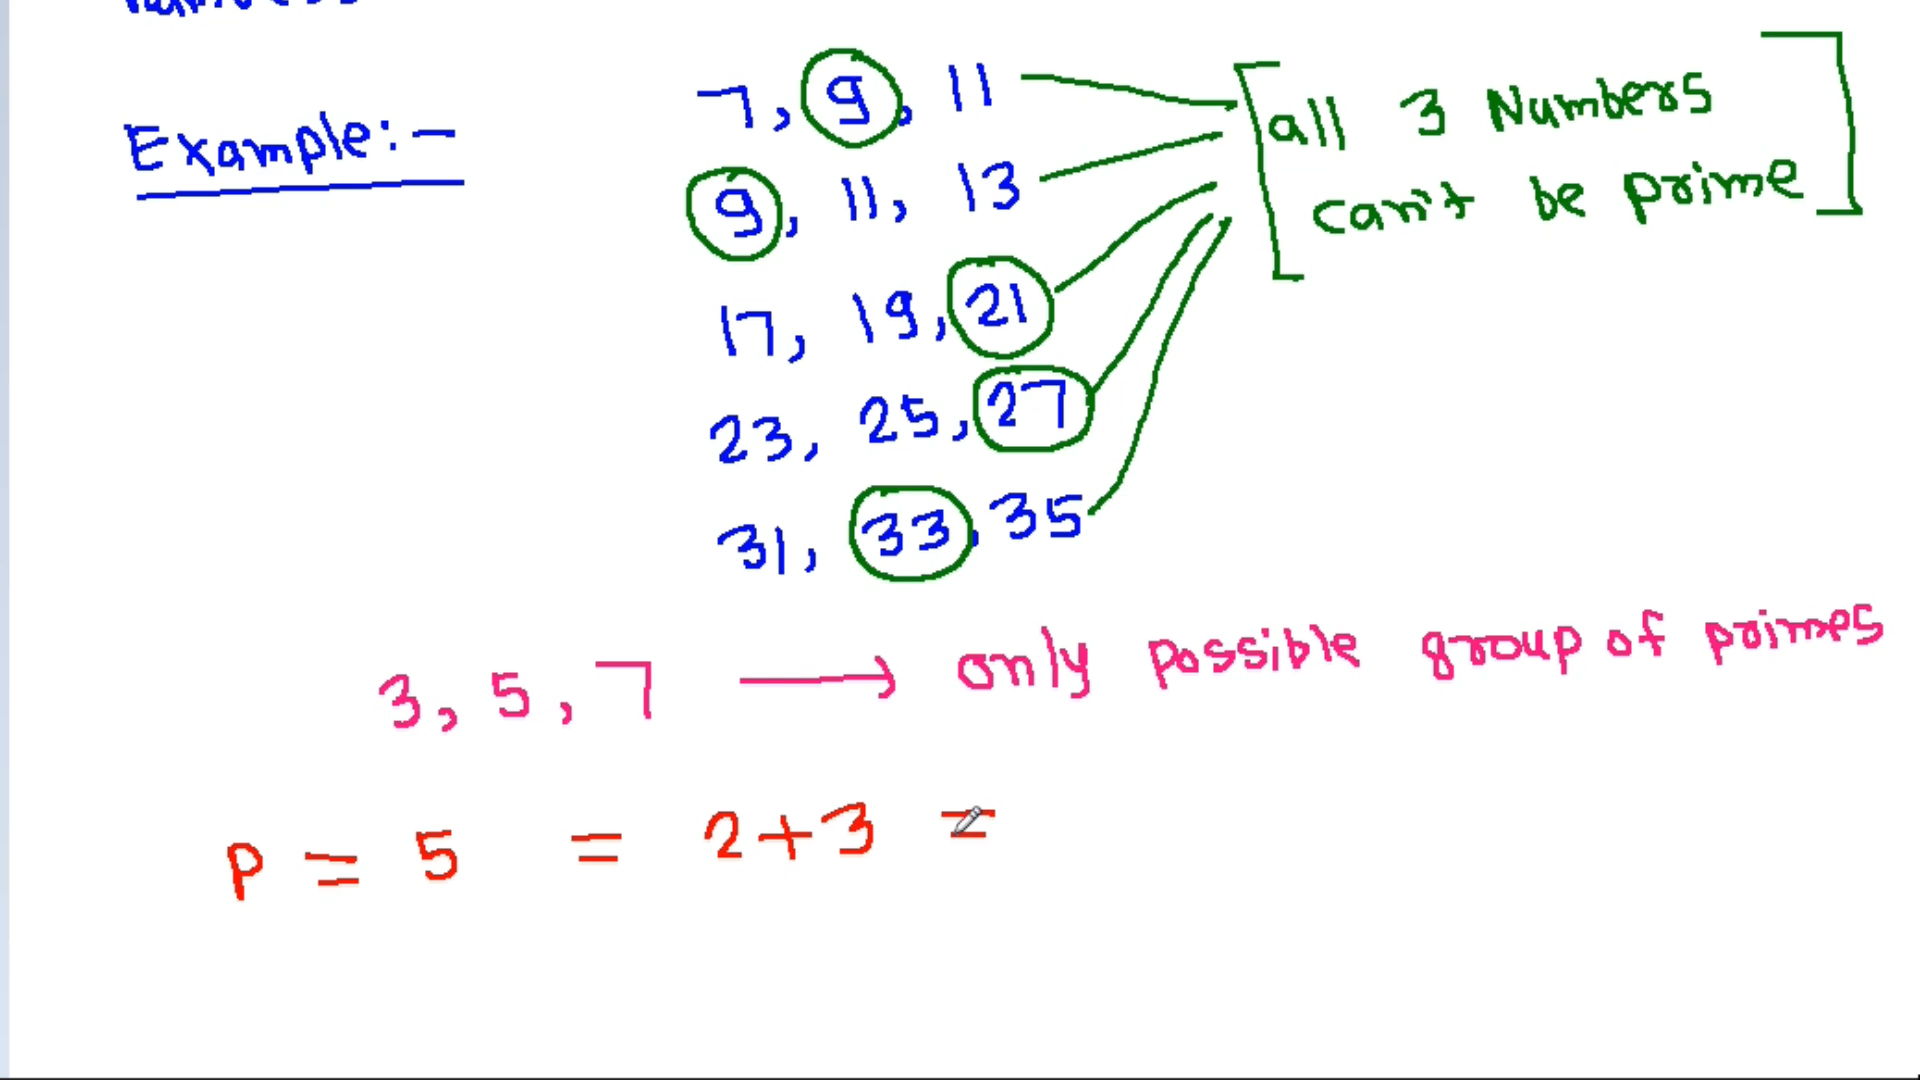 Example:-
7, 9, 11
9, 11, 13
17, 19, 21
23, 25, 27
31, 33, 35
[all 3 Numbers
can't be prime]
3, 5, 7 → only possible group of primes
P = 5 = 2+3 =